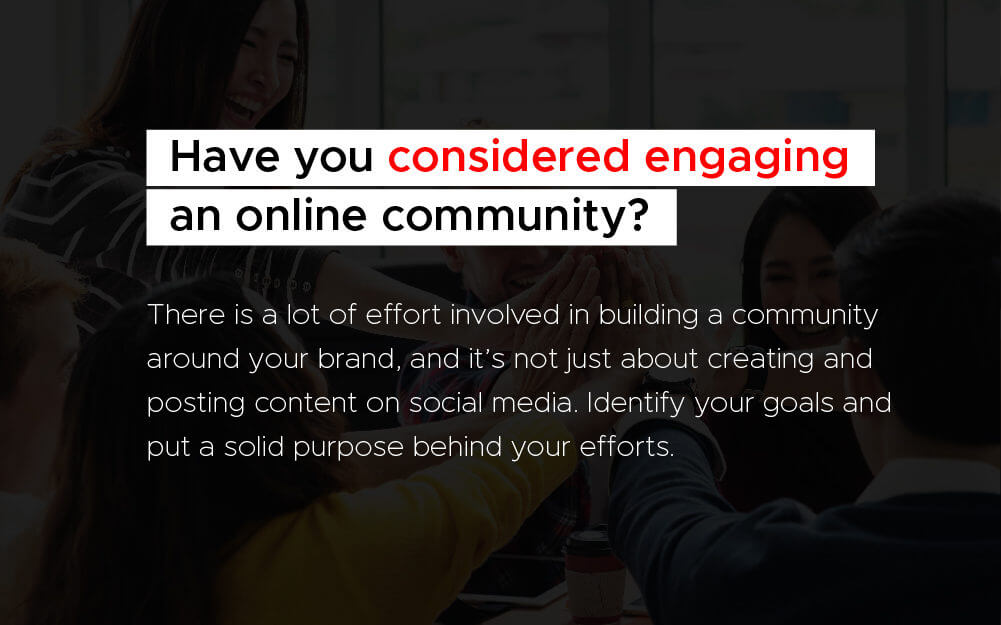 Have you considered engaging
an online community?
There is a lot of effort involved in building a community
around your brand, and it’s not just about creating and
posting content on social media. Identify your goals and
put a solid purpose behind your efforts.